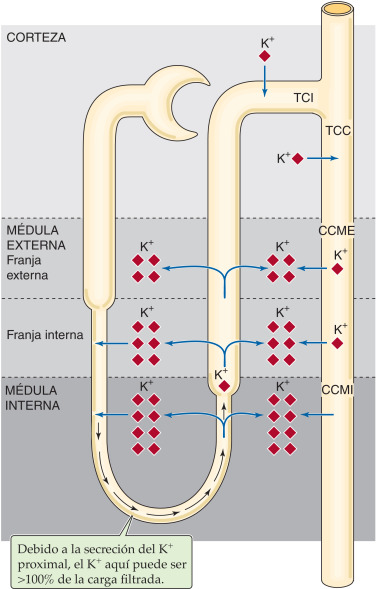 CORTEZA
K+
TCI
TCC
K+
MÉDULA
EXTERNA
Franja
externa
K+
K+
CCME
K+
Franja interna
K+
K+
K+
K+
MÉDULA
INTERNA
K+
K+
CCMI
Debido a la secreción del K+
proximal, el K+ aquí puede ser
>100% de la carga filtrada.